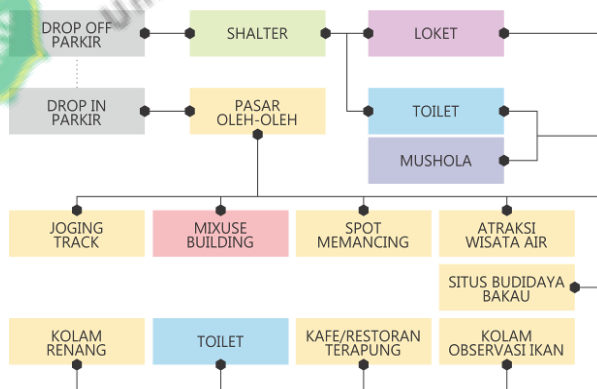 DROP OFF
PARKIR
SHALTER
LOKET
DROP IN
PARKIR
PASAR
OLEH-OLEH
TOILET
MUSHOLA
JOGING
TRACK
MIXUSE
BUILDING
SPOT
MEMANCING
ATRAKSI
WISATA AIR
SITUS BUDIDAYA
BAKAU
KOLAM
RENANG
TOILET
KAFE/RESTORAN
TERAPUNG
KOLAM
OBSERVASI IKAN